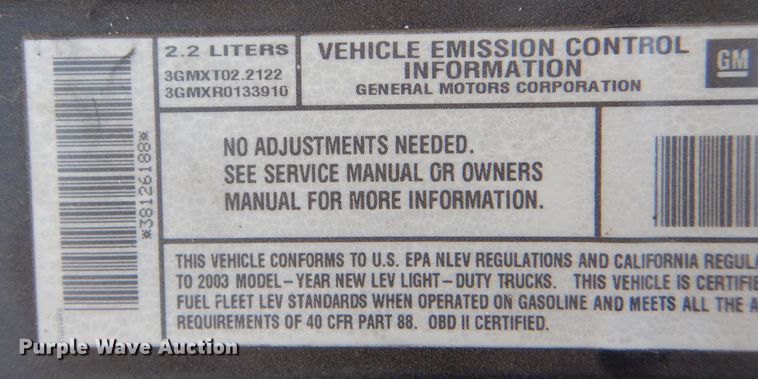 2.2 LITERS
3GMXT02.2122
3GMXR0133910
VEHICLE EMISSION CONTROL
INFORMATION
GENERAL MOTORS CORPORATION
GM
*38126188*
NO ADJUSTMENTS NEEDED.
SEE SERVICE MANUAL OR OWNERS
MANUAL FOR MORE INFORMATION.
THIS VEHICLE CONFORMS TO U.S. EPA NLEV REGULATIONS AND CALIFORNIA REGUL
TO 2003 MODEL-YEAR NEW LEV LIGHT-DUTY TRUCKS. THIS VEHICLE IS CERTIFIE
FUEL FLEET LEV STANDARDS WHEN OPERATED ON GASOLINE AND MEETS ALL THE
REQUIREMENTS OF 40 CFR PART 88. OBD II CERTIFIED.
Purple Wave Auction